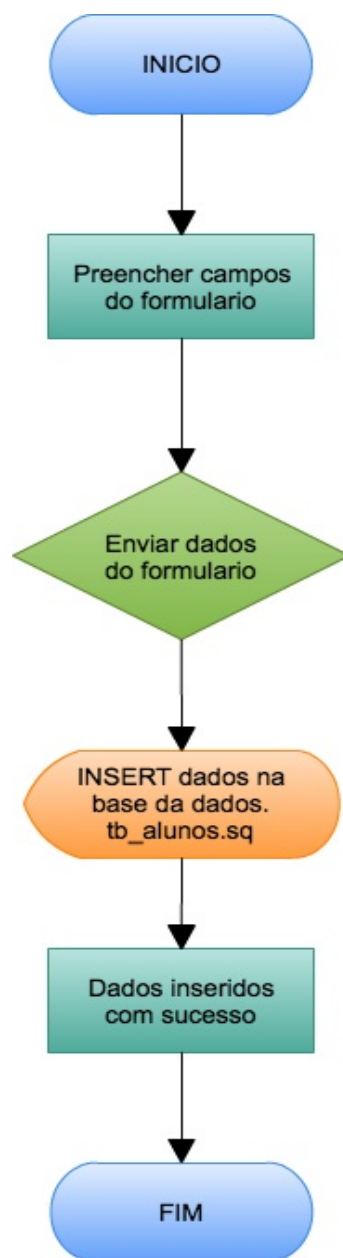 INICIO
Preencher campos
do formulario
Enviar dados
do formulario
INSERT dados na
base da dados.
tb_alunos.sq
Dados inseridos
com sucesso
FIM